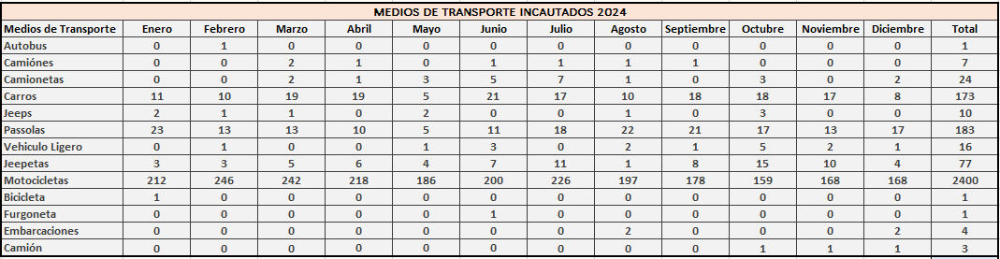 MEDIOS DE TRANSPORTE INCAUTADOS 2024
Medios de Transporte Enero Febrero Marzo Abril Mayo Junio Julio Agosto Septiembre Octubre Noviembre Diciembre Total
Autobus 0 1 0 0 0 0 0 0 0 0 0 0 1
Camiónes 0 0 2 1 0 1 1 1 1 0 0 0 7
Camionetas 0 0 2 1 3 5 7 1 0 3 0 2 24
Carros 11 10 19 19 5 21 17 10 18 18 17 8 173
Jeeps 2 1 1 0 2 0 0 1 0 3 0 0 10
Passolas 23 13 13 10 5 11 18 22 21 17 13 17 183
Vehiculo Ligero 0 1 0 0 1 3 0 2 1 5 2 1 16
Jeepetas 3 3 5 6 4 7 11 1 8 15 10 4 77
Motocicletas 212 246 242 218 186 200 226 197 178 159 168 168 2400
Bicicleta 1 0 0 0 0 0 0 0 0 0 0 0 1
Furgoneta 0 0 0 0 0 1 0 0 0 0 0 0 1
Embarcaciones 0 0 0 0 0 0 0 2 0 0 0 2 4
Camión 0 0 0 0 0 0 0 0 0 1 1 1 3